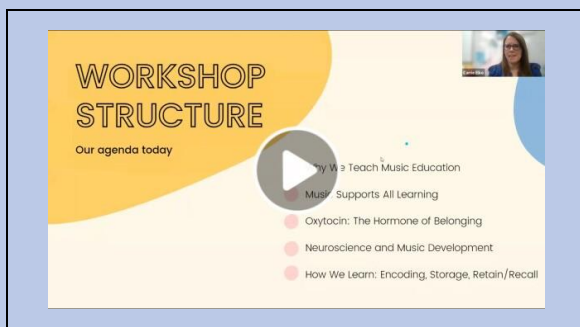 WORKSHOP
STRUCTURE
Our agenda today
Why We Teach Music Education
Music Supports All Learning
Oxytocin: The Hormone of Belonging
Neuroscience and Music Development
How We Learn: Encoding, Storage, Retain/Recall